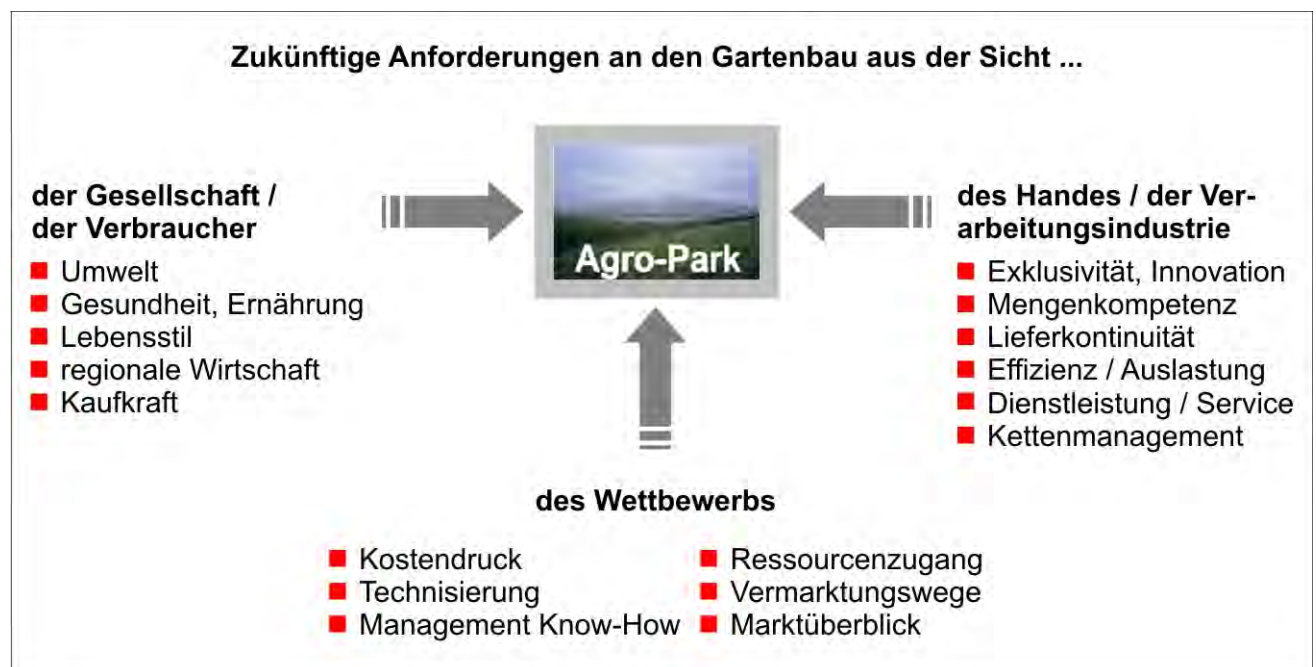 Zukünftige Anforderungen an den Gartenbau aus der Sicht ...
der Gesellschaft /
der Verbraucher
Umwelt
Gesundheit, Ernährung
Lebensstil
regionale Wirtschaft
Kaufkraft
Agro-Park
des Handes / der Ver-
arbeitungsindustrie
Exklusivität, Innovation
Mengenkompetenz
Lieferkontinuität
Effizienz / Auslastung
Dienstleistung / Service
Kettenmanagement
des Wettbewerbs
Kostendruck
Technisierung
Management Know-How
Ressourcenzugang
Vermarktungswege
Marktüberblick